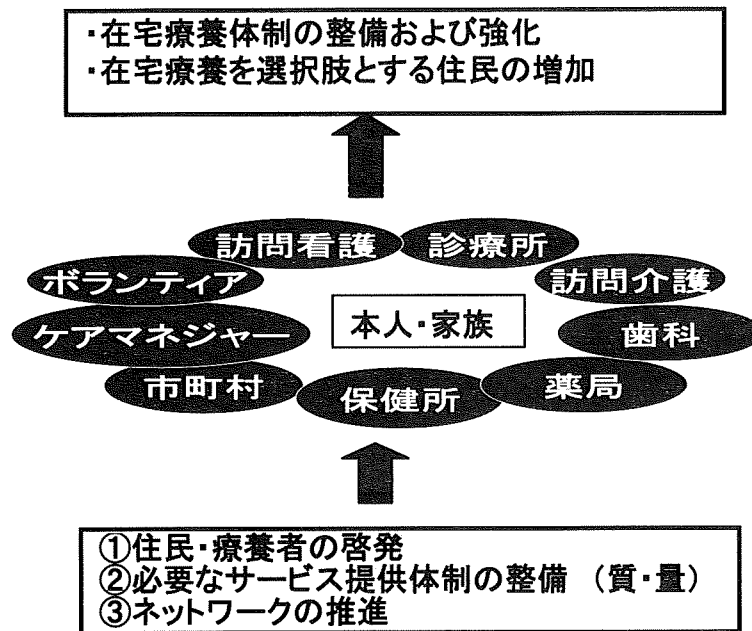 ・在宅療養体制の整備および強化
・在宅療養を選択肢とする住民の増加
訪問看護
診療所
ボランティア
訪問介護
ケアマネジャー
本人・家族
歯科
市町村
保健所
薬局
①住民・療養者の啓発
②必要なサービス提供体制の整備 (質・量)
③ネットワークの推進